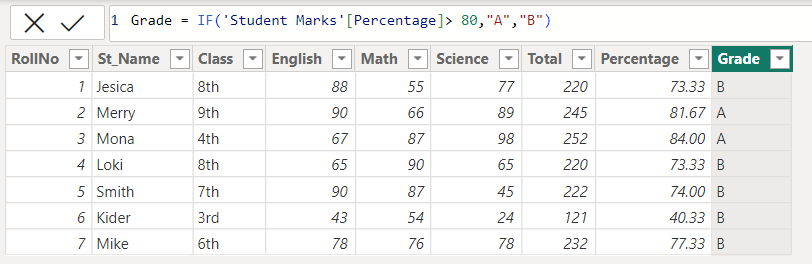 1 Grade = IF('Student Marks'[Percentage]> 80,"A","B")
RollNo St_Name Class English Math Science Total Percentage Grade
1 Jesica 8th 88 55 77 220 73.33 B
2 Merry 9th 90 66 89 245 81.67 A
3 Mona 4th 67 87 98 252 84.00 A
4 Loki 8th 65 90 65 220 73.33 B
5 Smith 7th 90 87 45 222 74.00 B
6 Kider 3rd 43 54 24 121 40.33 B
7 Mike 6th 78 76 78 232 77.33 B